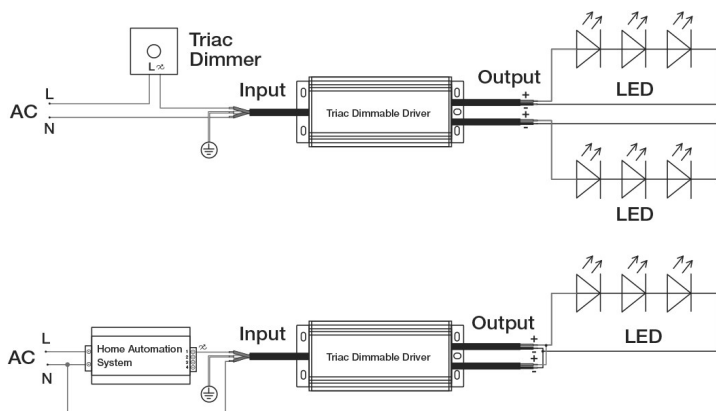 Triac
Dimmer
L
AC
L
N
Input
Triac Dimmable Driver
Output
+
-
+
-
LED
LED
AC
L
N
Home Automation
System
Input
Triac Dimmable Driver
Output
+
-
+
-
LED